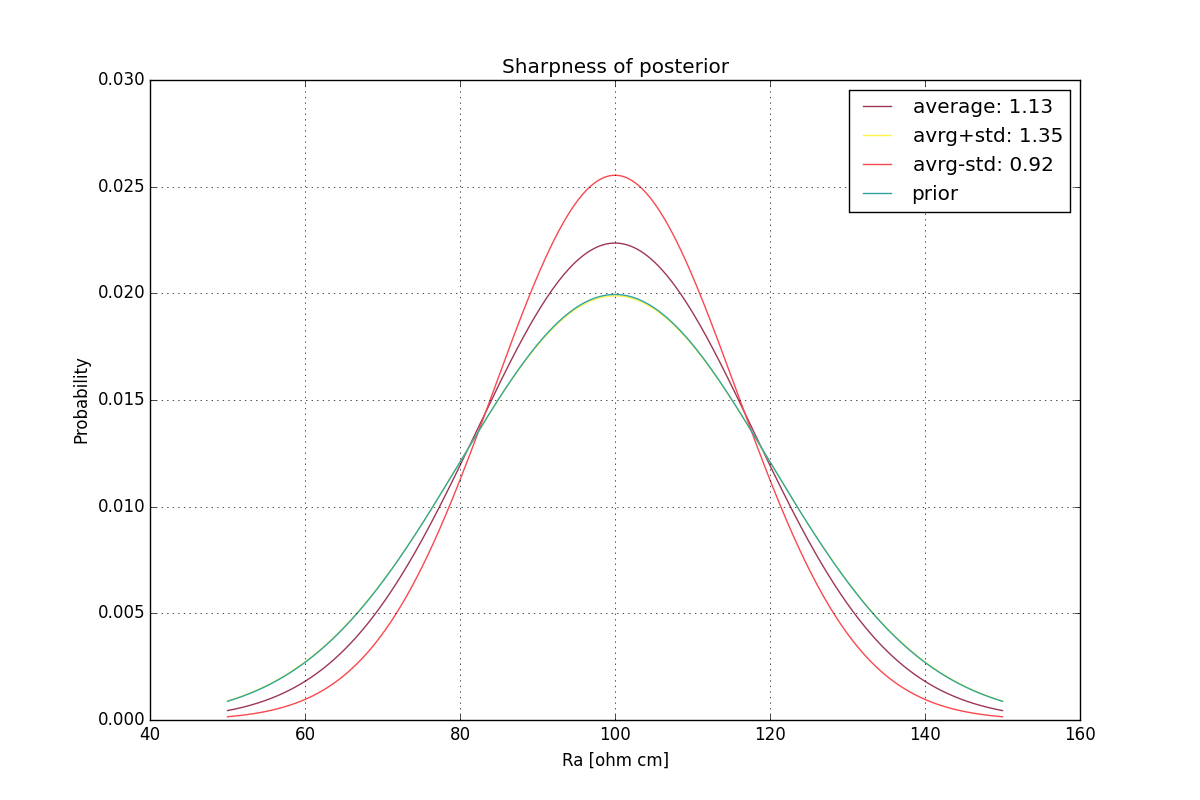 Sharpness of posterior
0.030
0.025
0.020
0.015
0.010
0.005
0.000
Probability
average: 1.13
avrg+std: 1.35
avrg-std: 0.92
prior
40
60
80
100
120
140
160
Ra [ohm cm]